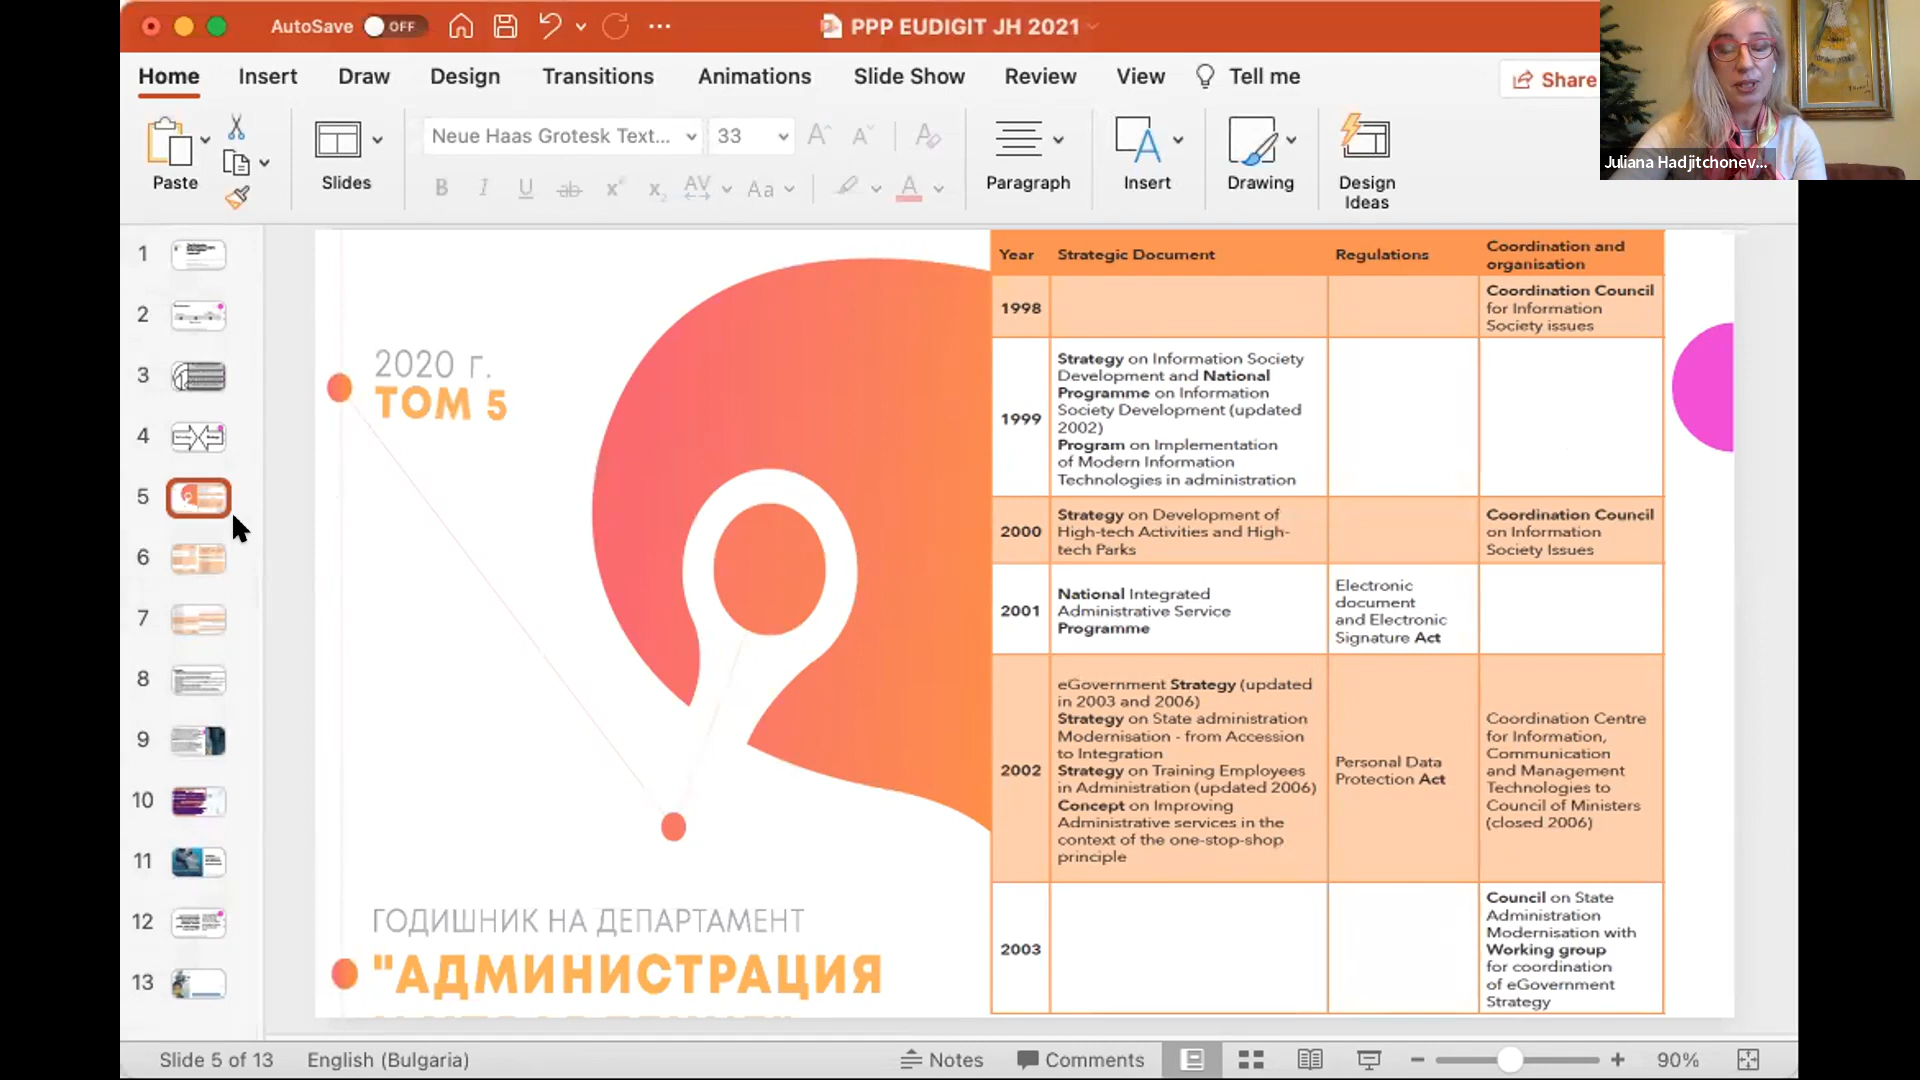 AutoSave OFF
PPP EUDIGIT JH 2021
Home Insert Draw Design Transitions Animations Slide Show Review View Tell me Share
Paste
Slides
Neue Haas Grotesk Text... 33
Paragraph
Insert
Drawing
Design
Ideas
Juliana Hadjitchonev...
1
2
3
4
5
6
7
8
9
10
11
12
13
2020 г.
ТОМ 5
ГОДИШНИК НА ДЕПАРТАМЕНТ
"АДМИНИСТРАЦИЯ
Year Strategic Document Regulations Coordination and
organisation
1998
Coordination Council
for Information
Society issues
1999
Strategy on Information Society
Development and National
Programme on Information
Society Development (updated
2002)
Program on Implementation
of Modern Information
Technologies in administration
2000
Strategy on Development of
High-tech Activities and High-
tech Parks
Coordination Council
on Information
Society Issues
2001
National Integrated
Administrative Service
Programme
Electronic
document
and Electronic
Signature Act
2002
eGovernment Strategy (updated
in 2003 and 2006)
Strategy on State administration
Modernisation - from Accession
to Integration
Strategy on Training Employees
in Administration (updated 2006)
Concept on Improving
Administrative services in the
context of the one-stop-shop
principle
Personal Data
Protection Act
Coordination Centre
for Information,
Communication
and Management
Technologies to
Council of Ministers
(closed 2006)
2003
Council on State
Administration
Modernisation with
Working group
for coordination
of eGovernment
Strategy
Slide 5 of 13 English (Bulgaria) Notes Comments 90%